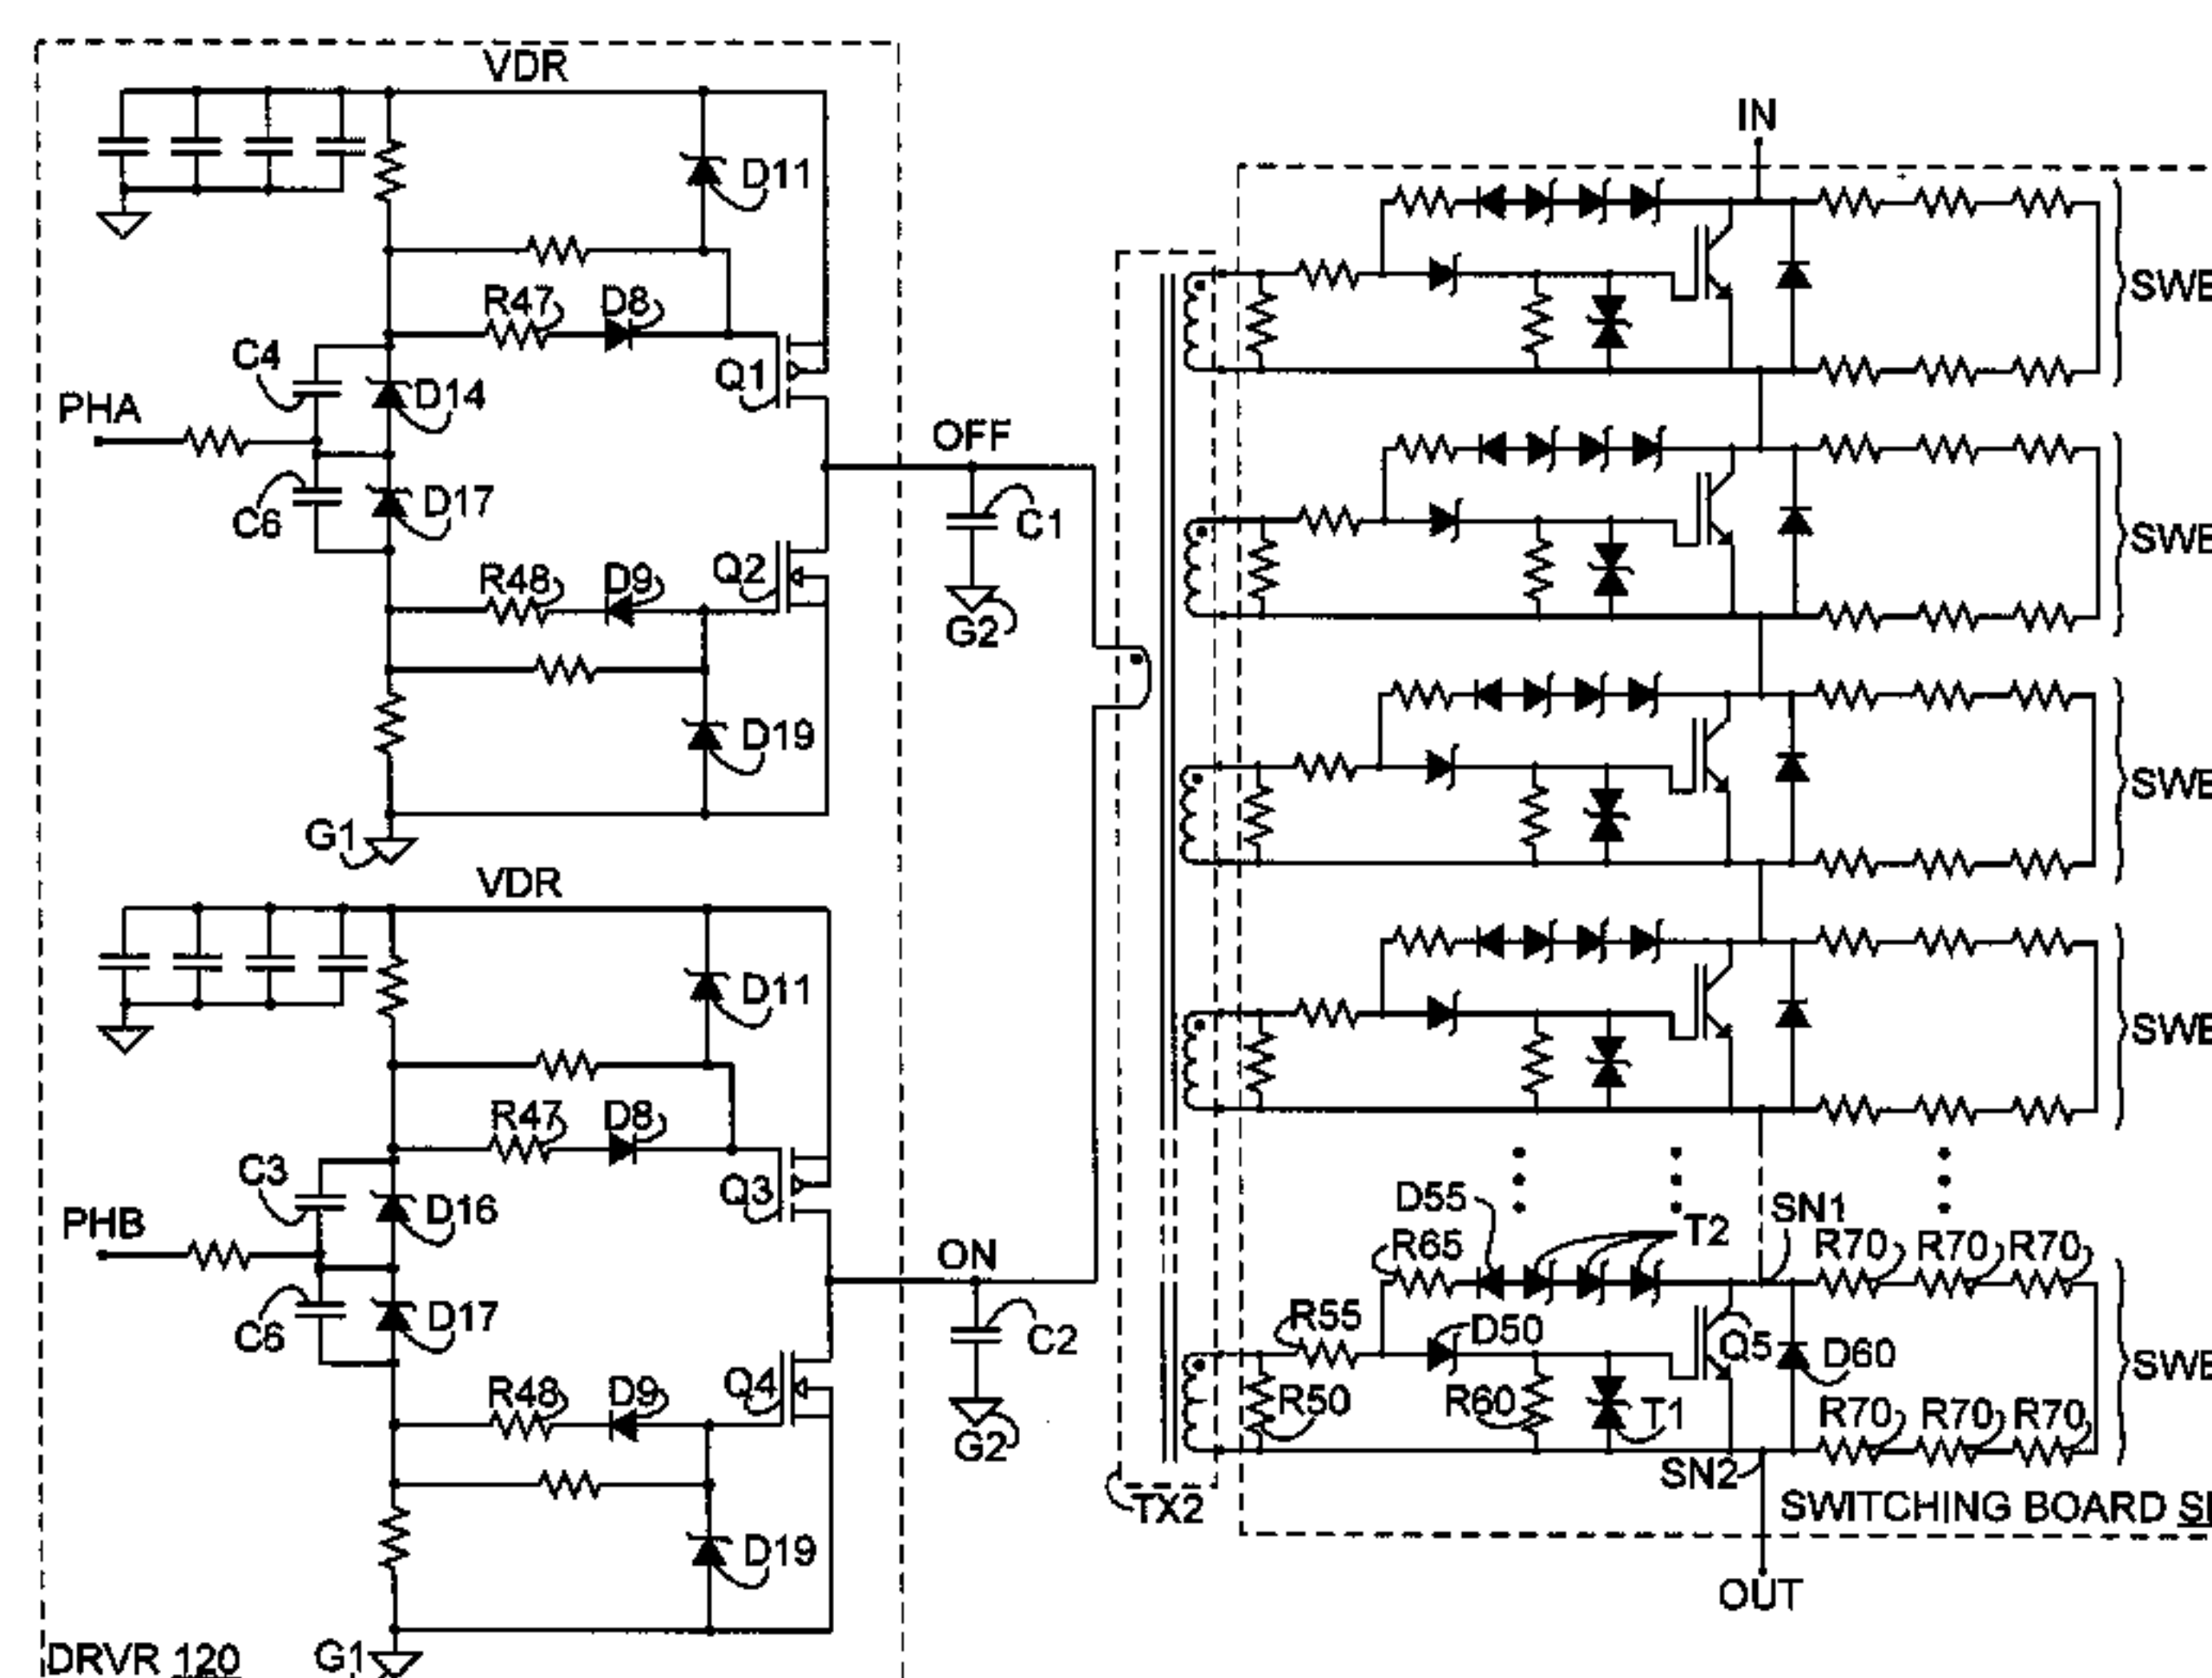 VDR
D11
R47
D8
C4
Q1
D14
PHA
C6
D17
R48
D9
Q2
D19
G1
OFF
C1
G2
VDR
D11
R47
D8
C3
Q3
D16
PHB
C6
D17
R48
D9
Q4
D19
G1
DRVR 120
ON
C2
G2
TX2
IN
SWE
SWE
SWE
SWE
D55
SN1
T2
R65
R70
R70
R70
R55
D50
Q5
D60
SWE
R50
R60
T1
R70
R70
R70
SN2
SWITCHING BOARD
OUT